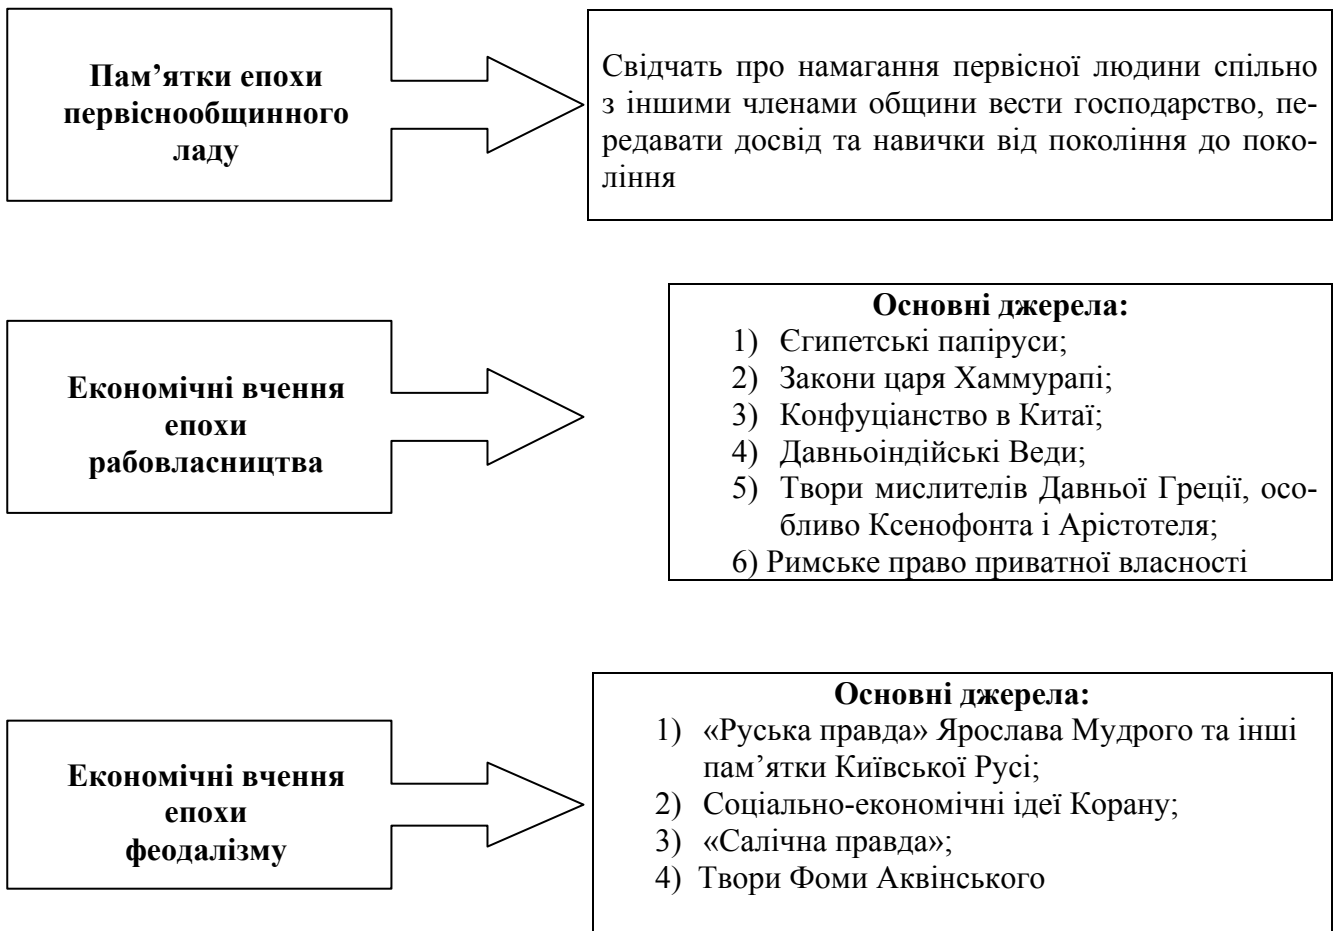 Пам’ятки епохи
первіснообщинного
ладу
Свідчать про намагання первісної людини спільно
з іншими членами общини вести господарство, пе-
редавати досвід та навички від покоління до поко-
ління
Економічні вчення
епохи
рабовласництва
Основні джерела:
1) Єгипетські папіруси;
2) Закони царя Хаммурапі;
3) Конфуціанство в Китаї;
4) Давньоіндійські Веди;
5) Твори мислителів Давньої Греції, осо-
бливо Ксенофонта і Арістотеля;
6) Римське право приватної власності
Економічні вчення
епохи
феодалізму
Основні джерела:
1) «Руська правда» Ярослава Мудрого та інші
пам’ятки Київської Русі;
2) Соціально-економічні ідеї Корану;
3) «Салічна правда»;
4) Твори Фоми Аквінського